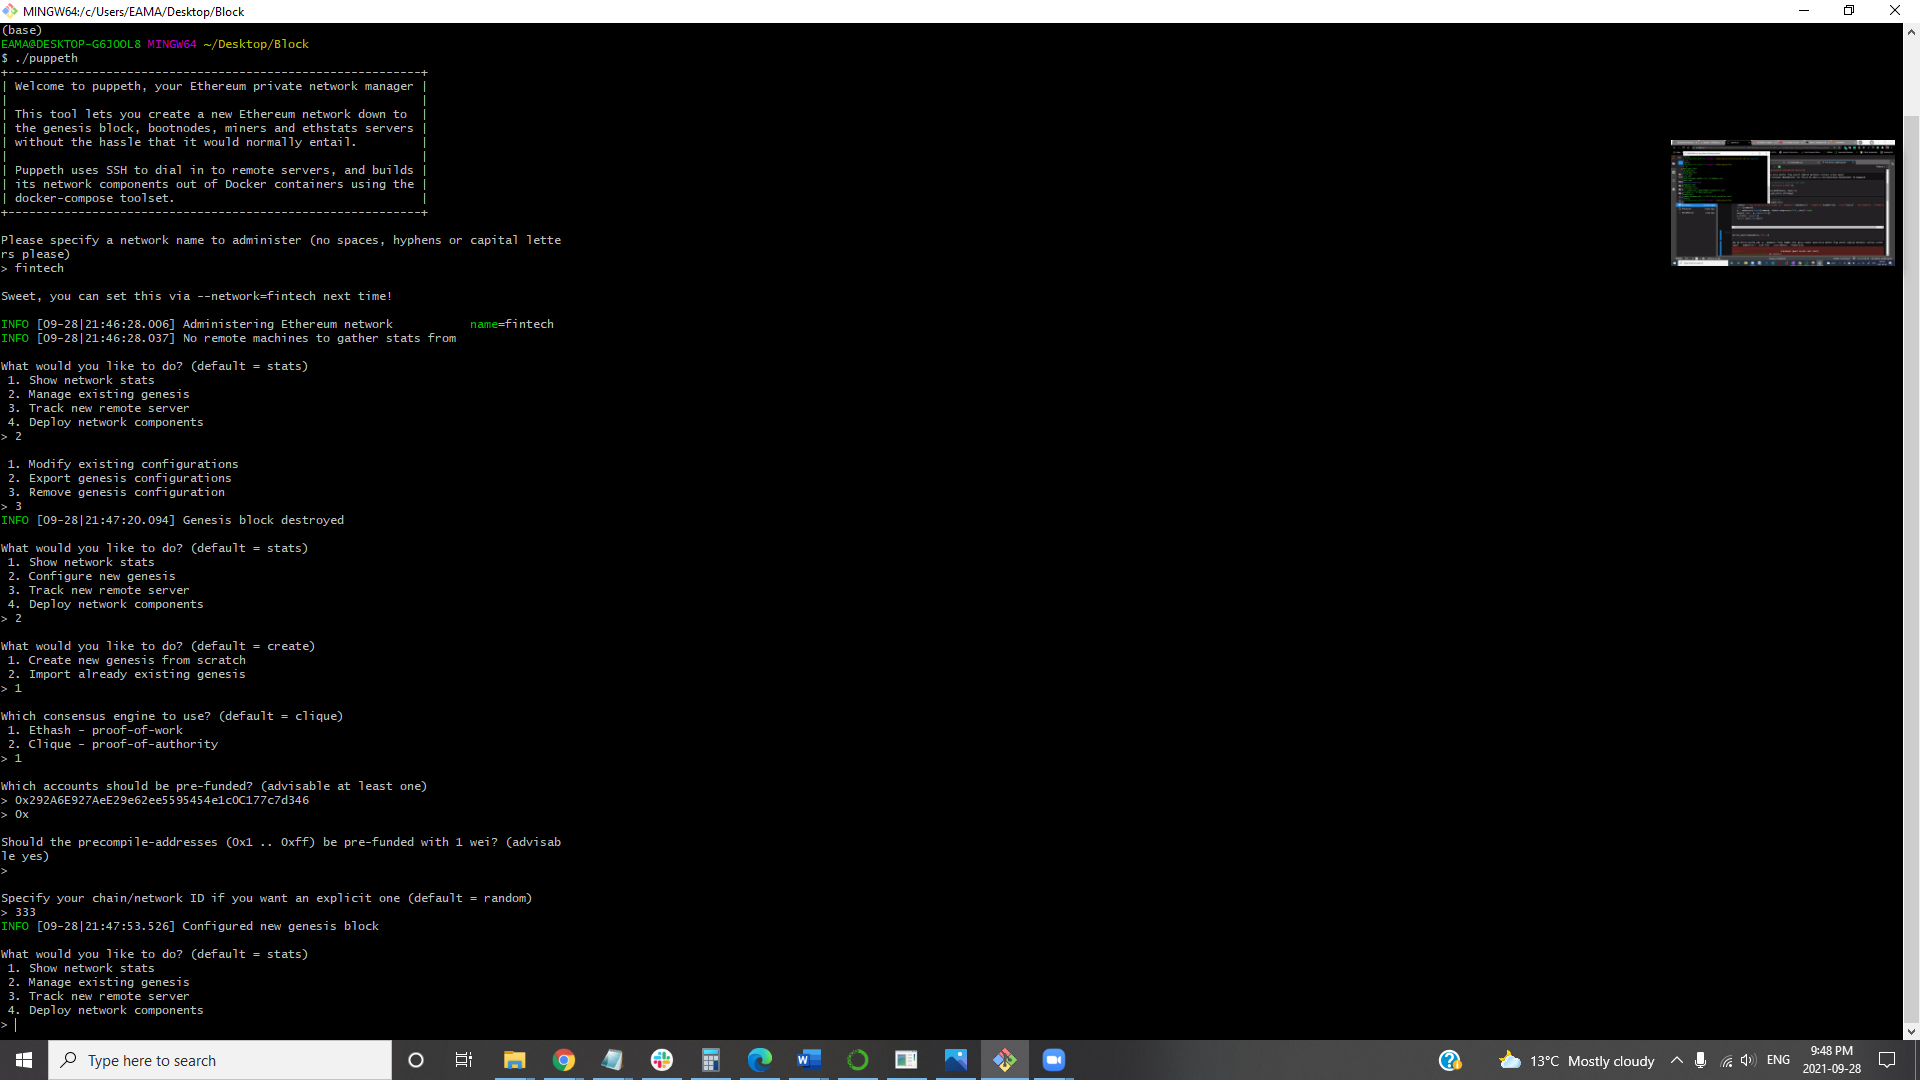 MINGW64:/c/Users/EAMA/Desktop/Block
(base)
EAMA@DESKTOP-G6JOOL8 MINGW64 ~/Desktop/Block
$ ./puppeth
+-----------------------------------------------------------+
| Welcome to puppeth, your Ethereum private network manager |
| |
| This tool lets you create a new Ethereum network down to |
| the genesis block, bootnodes, miners and ethstats servers |
| without the hassle that it would normally entail. |
| |
| Puppeth uses SSH to dial in to remote servers, and builds |
| its network components out of Docker containers using the |
| docker-compose toolset. |
+-----------------------------------------------------------+
Please specify a network name to administer (no spaces, hyphens or capital lette
rs please)
> fintech
Sweet, you can set this via --network=fintech next time!
INFO [09-28|21:46:28.006] Administering Ethereum network name=fintech
INFO [09-28|21:46:28.037] No remote machines to gather stats from
What would you like to do? (default = stats)
1. Show network stats
2. Manage existing genesis
3. Track new remote server
4. Deploy network components
> 2
1. Modify existing configurations
2. Export genesis configurations
3. Remove genesis configuration
> 3
INFO [09-28|21:47:20.094] Genesis block destroyed
What would you like to do? (default = stats)
1. Show network stats
2. Configure new genesis
3. Track new remote server
4. Deploy network components
> 2
What would you like to do? (default = create)
1. Create new genesis from scratch
2. Import already existing genesis
> 1
Which consensus engine to use? (default = clique)
1. Ethash - proof-of-work
2. Clique - proof-of-authority
> 1
Which accounts should be pre-funded? (advisable at least one)
> 0x292A6E927AeE29e62ee5595454e1c0C177c7d346
> 0x
Should the precompile-addresses (0x1 .. 0xff) be pre-funded with 1 wei? (advisab
le yes)
>
Specify your chain/network ID if you want an explicit one (default = random)
> 333
INFO [09-28|21:47:53.526] Configured new genesis block
What would you like to do? (default = stats)
1. Show network stats
2. Manage existing genesis
3. Track new remote server
4. Deploy network components
>
Type here to search
13°C Mostly cloudy
ENG
9:48 PM
2021-09-28